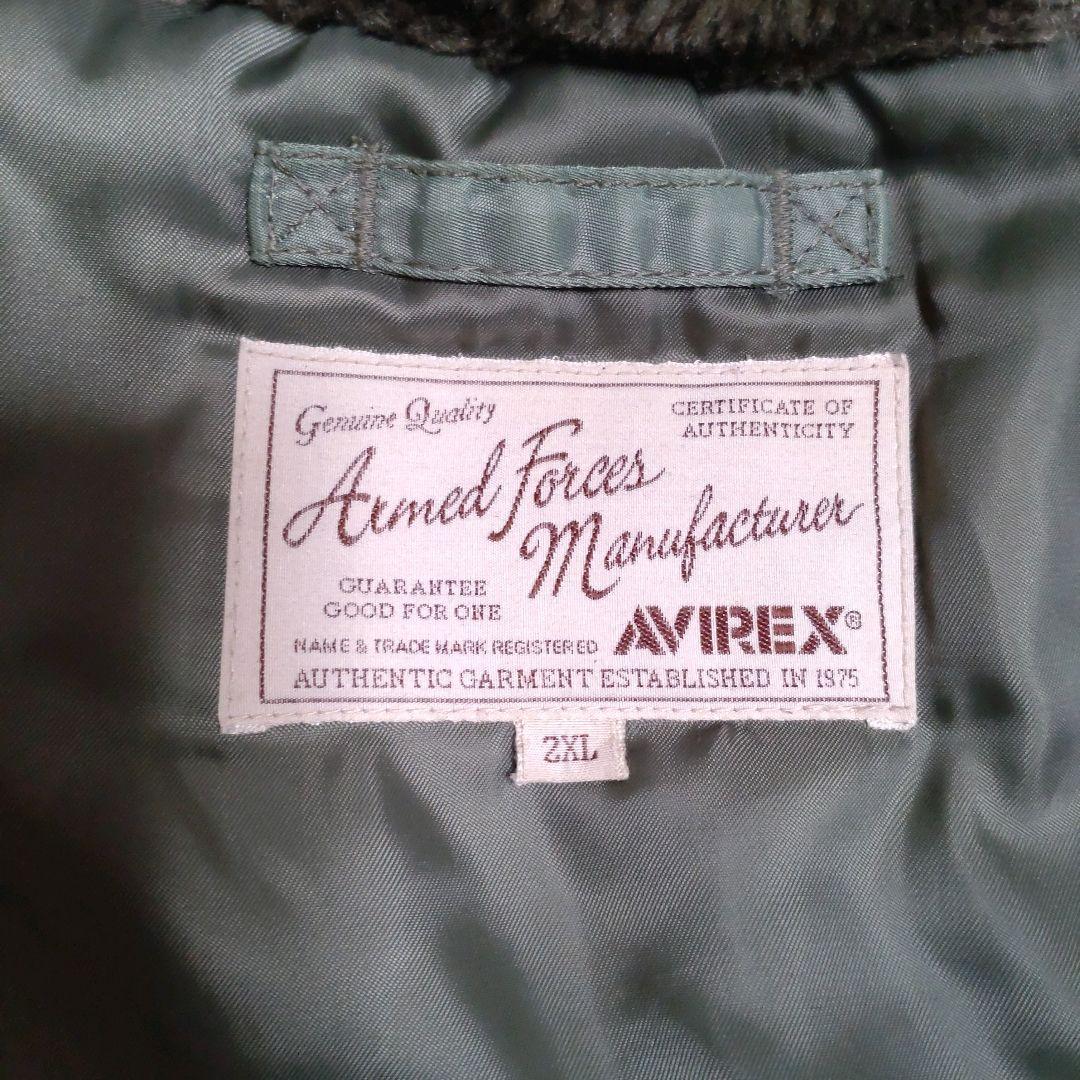 Genuine Quality
CERTIFICATE OF
AUTHENTICITY
Armed Forces
Manufacturer
GUARANTEE
GOOD FOR ONE
NAME & TRADE MARK REGISTERED
AVIREX®
AUTHENTIC GARMENT ESTABLISHED IN 1975
2XL